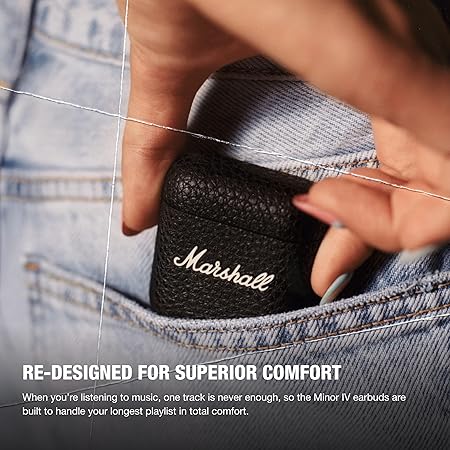 Marshall
RE-DESIGNED FOR SUPERIOR COMFORT
When you're listening to music, one track is never enough, so the Minor IV earbuds are
built to handle your longest playlist in total comfort.